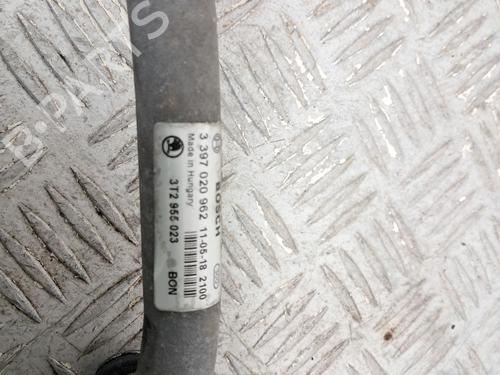 BOSCH
3 397 020 962 11-05-18 2100
Made in Hungary
3T2 955 023 BON
B-PARTS